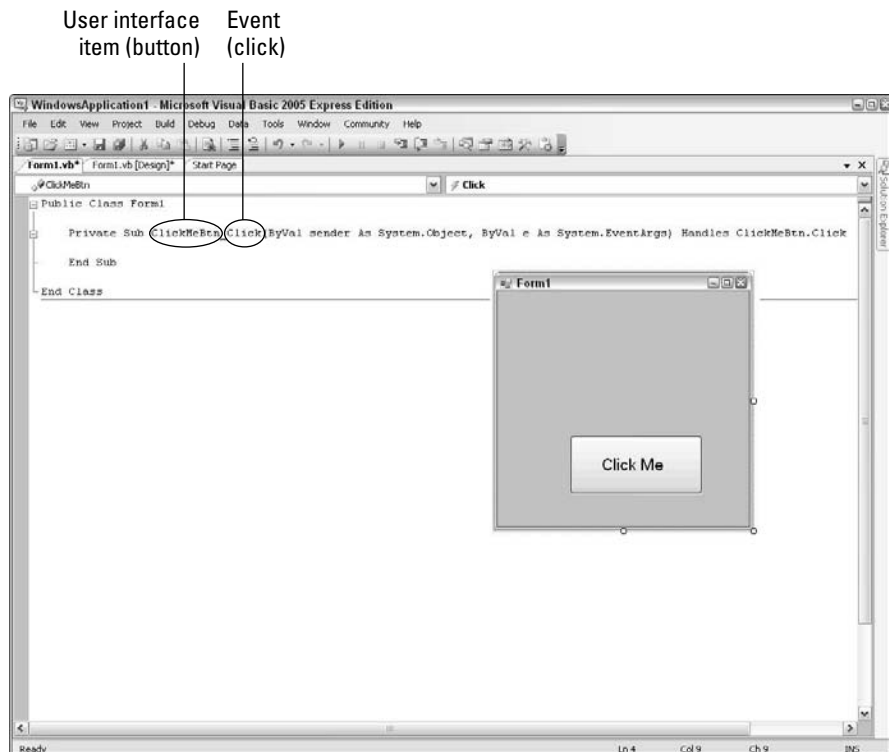 User interface item (button)
Event (click)
WindowsApplication1 - Microsoft Visual Basic 2005 Express Edition
File Edit View Project Build Debug Data Tools Window Community Help
Form1.vb* Form1.vb [Design]* Start Page
ClickMeBtn Click
Solution Explorer
Public Class Form1
Private Sub ClickMeBtn_Click(ByVal sender As System.Object, ByVal e As System.EventArgs) Handles ClickMeBtn.Click
End Sub
End Class
Form1
Click Me
Ready Ln 4 Col 9 Ch 9 INS